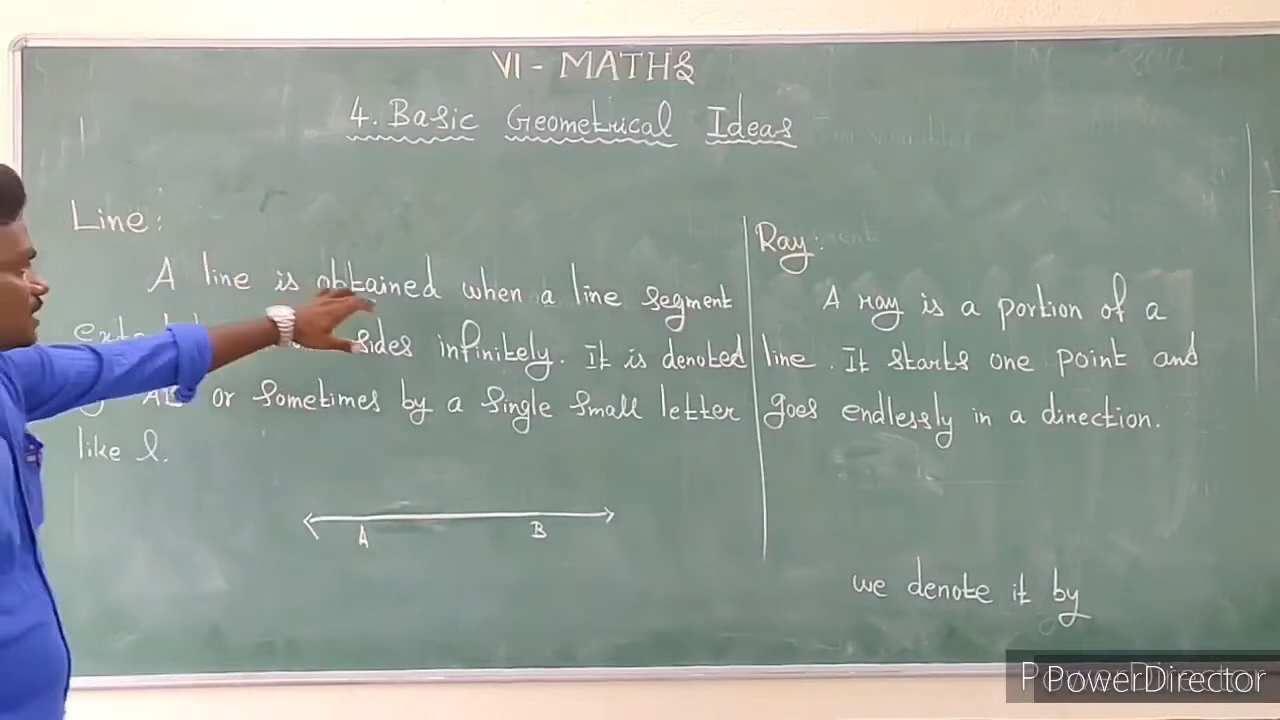 VI - MATHS
4. Basic Geometrical Ideas
Line:
A line is obtained when a line segment
sides infinitely. It is denoted
or sometimes by a single small letter
like l.
A B
Ray:
A ray is a portion of a
line. It starts one point and
goes endlessly in a direction.
we denote it by
PowerDirector